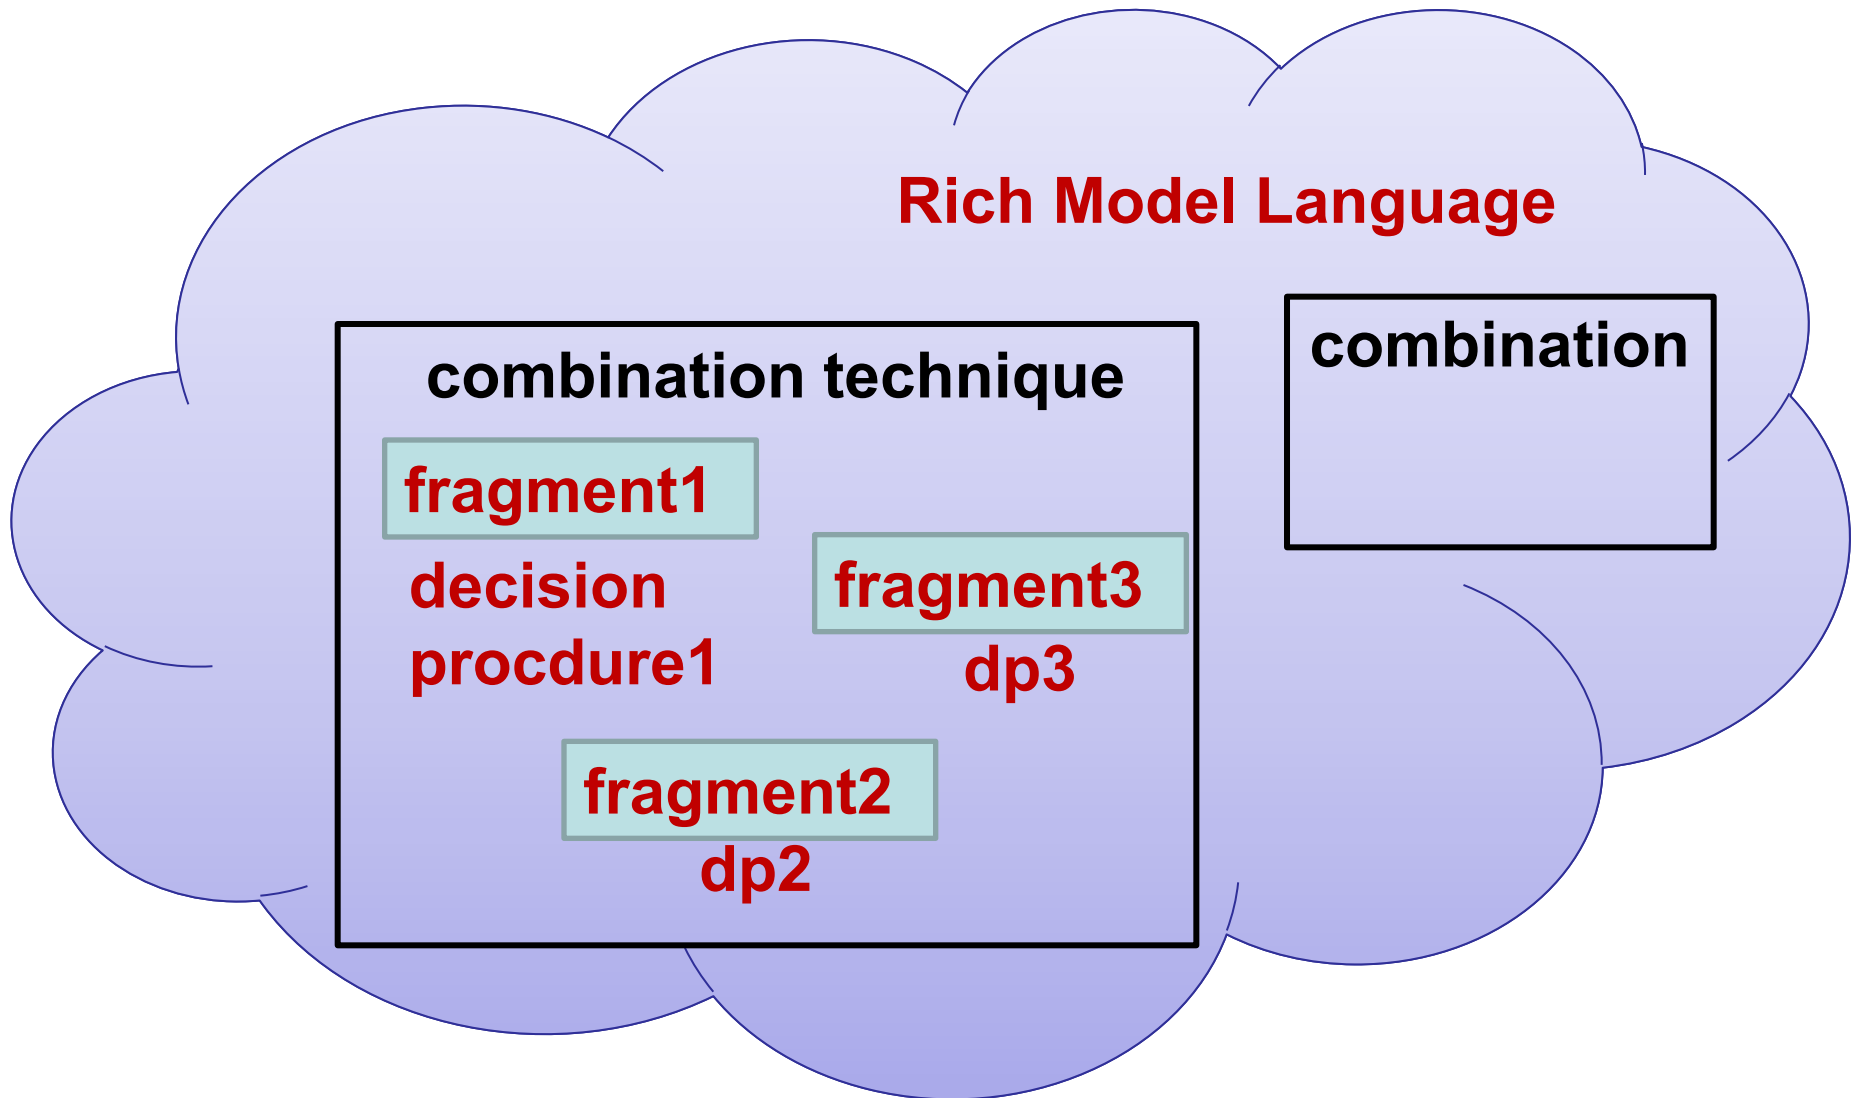 Rich Model Language
combination technique
fragment1
decision
procdure1
fragment3
dp3
fragment2
dp2
combination